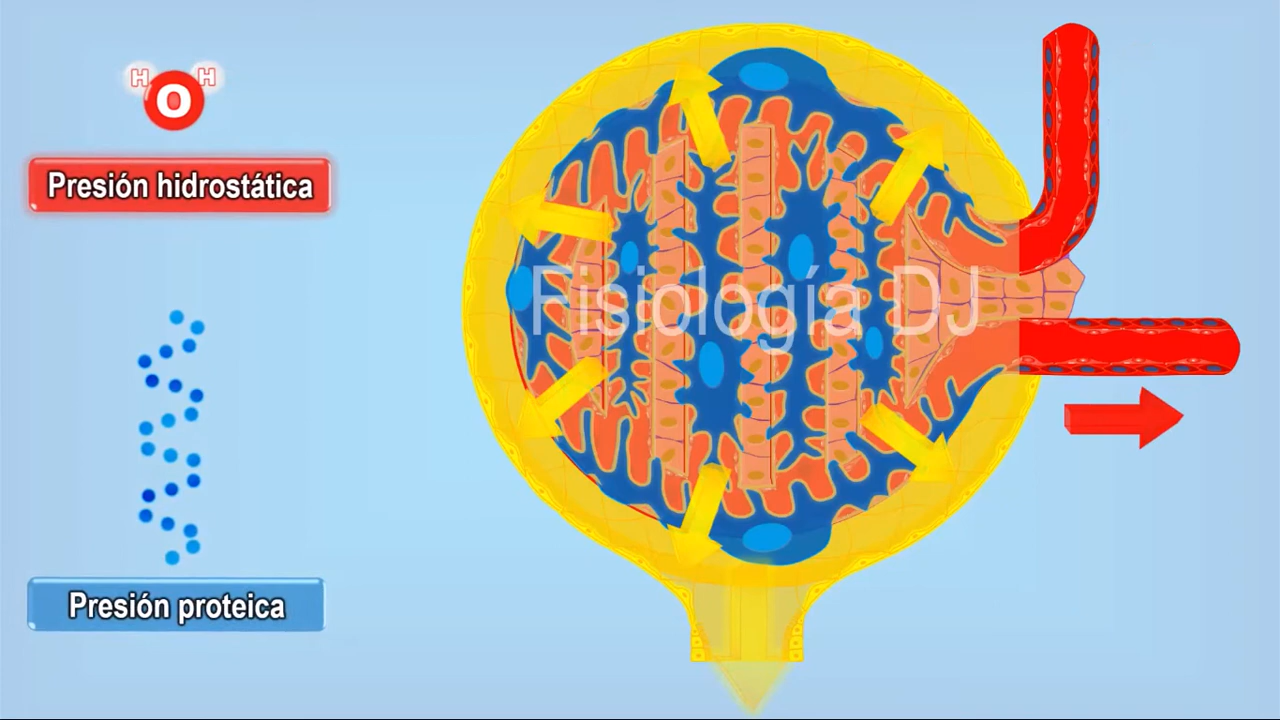 H H
O
Presión hidrostática
Fisiología DJ
Presión proteica